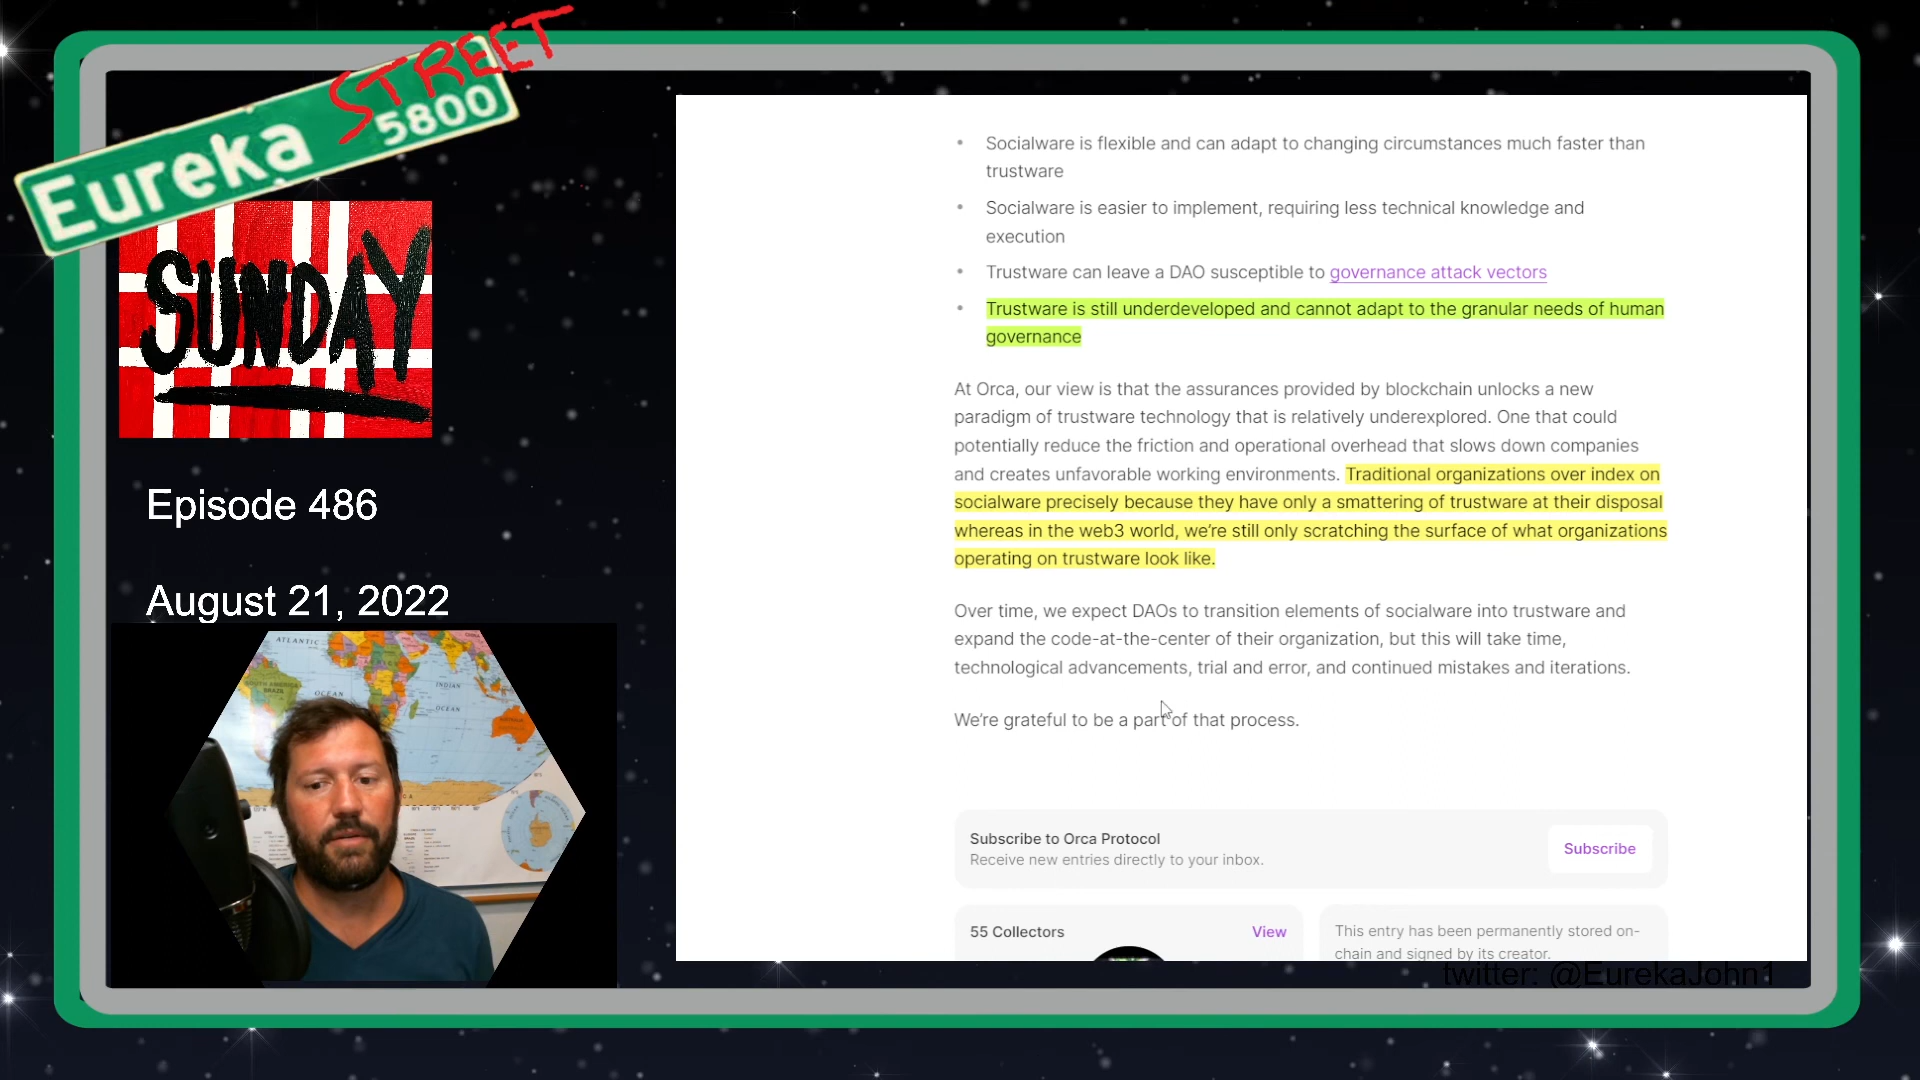 STREET
Eureka 5800
SUNDAY
Episode 486
August 21, 2022
ATLANTIC
OCEAN
INDIAN
OCEAN
Socialware is flexible and can adapt to changing circumstances much faster than
trustware
Socialware is easier to implement, requiring less technical knowledge and
execution
Trustware can leave a DAO susceptible to governance attack vectors
Trustware is still underdeveloped and cannot adapt to the granular needs of human
governance
At Orca, our view is that the assurances provided by blockchain unlocks a new
paradigm of trustware technology that is relatively underexplored. One that could
potentially reduce the friction and operational overhead that slows down companies
and creates unfavorable working environments. Traditional organizations over index on
socialware precisely because they have only a smattering of trustware at their disposal
whereas in the web3 world, we’re still only scratching the surface of what organizations
operating on trustware look like.
Over time, we expect DAOs to transition elements of socialware into trustware and
expand the code-at-the-center of their organization, but this will take time,
technological advancements, trial and error, and continued mistakes and iterations.
We’re grateful to be a part of that process.
Subscribe to Orca Protocol
Receive new entries directly to your inbox.
Subscribe
55 Collectors
View
This entry has been permanently stored on-
chain and signed by its creator.
twitter: @EurekaJohn1